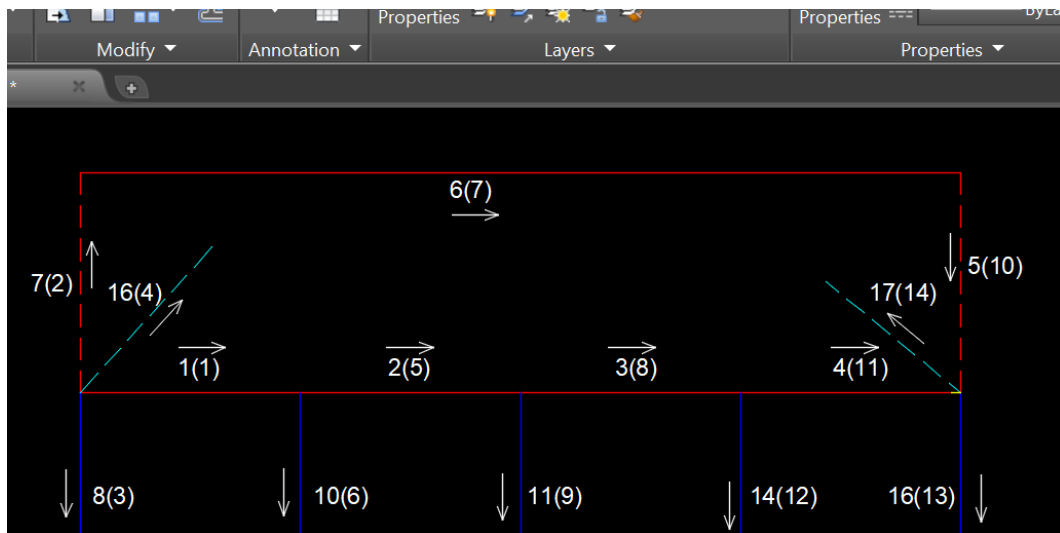 Properties
Properties
Modify
Annotation
Layers
Properties
*
6(7)
7(2)
16(4)
17(14)
5(10)
1(1)
2(5)
3(8)
4(11)
8(3)
10(6)
11(9)
14(12)
16(13)